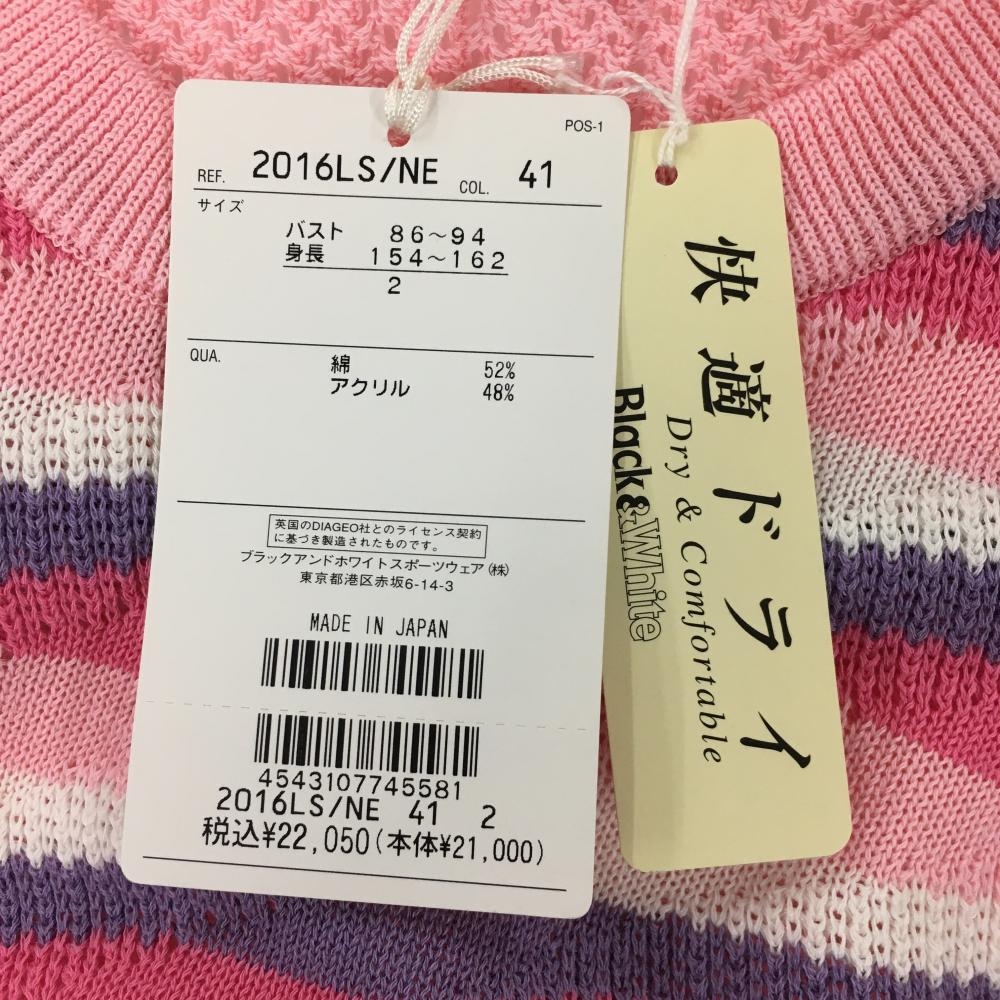 POS-1
REF. 2016LS/NE COL. 41
サイズ
バスト 86～94
身長 154～162
2
QUA. 綿 52%
アクリル 48%
英国のDIAGEO社とのライセンス契約
に基づき製造されたものです。
ブラックアンドホワイトスポーツウェア㈱
東京都港区赤坂6-14-3
MADE IN JAPAN
4543107745581
2016LS/NE 41 2
税込¥22,050(本体¥21,000)
快適ドライ
Dry & Comfortable
Black&White